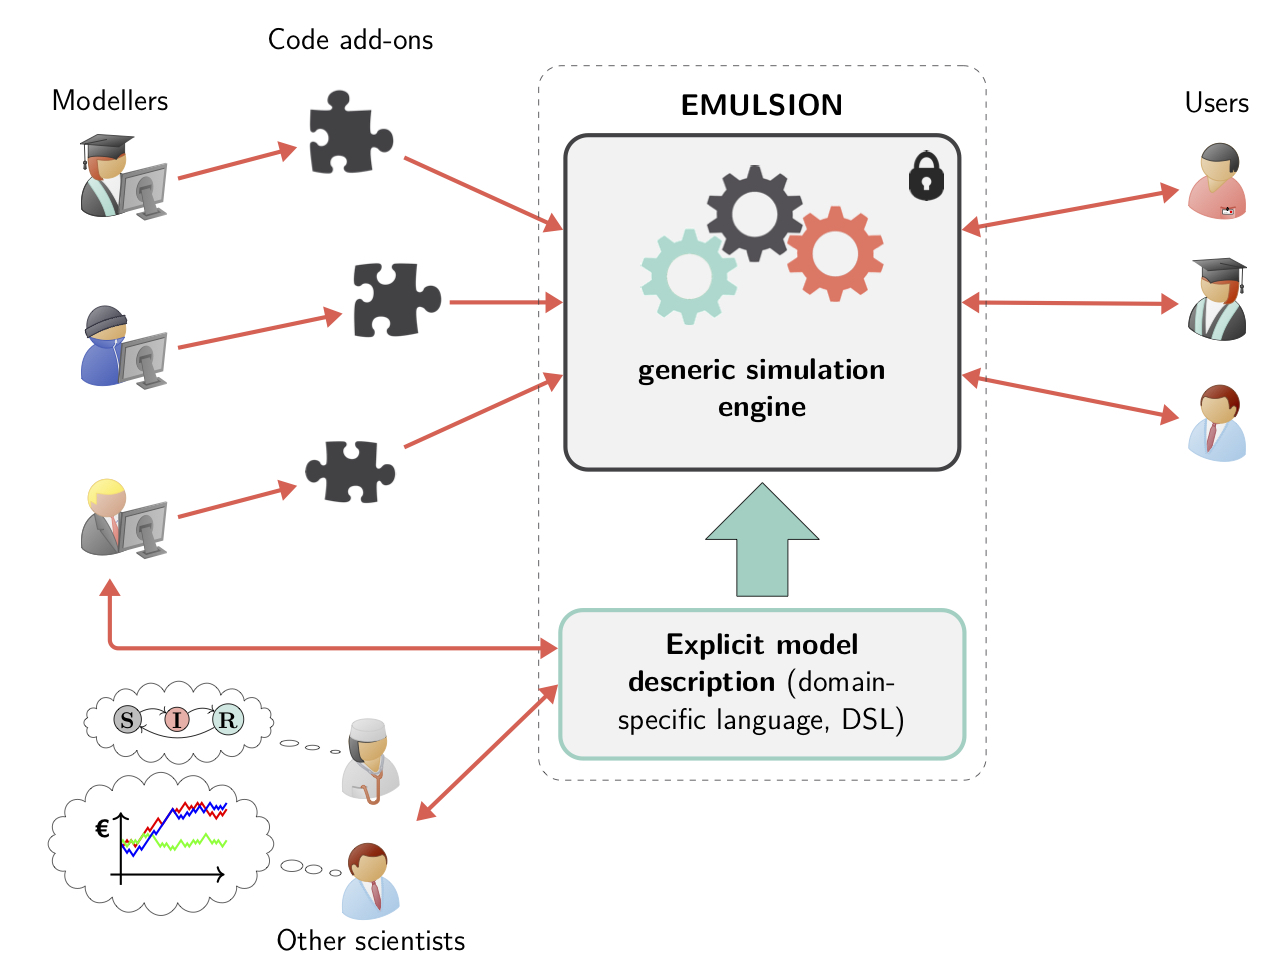 Code add-ons
Modellers
EMULSION
Users
generic simulation
engine
Explicit model
description (domain-
specific language, DSL)
S I R
€
Other scientists